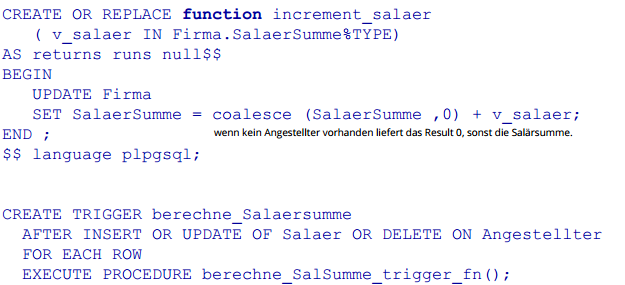 CREATE OR REPLACE function increment_salaer
( v_salaer IN Firma.SalaerSumme%TYPE)
AS returns runs null$$
BEGIN
UPDATE Firma
SET SalaerSumme = coalesce (SalaerSumme ,0) + v_salaer;
END ;
wenn kein Angestellter vorhanden liefert das Result 0, sonst die Salärsumme.
$$ language plpgsql;
CREATE TRIGGER berechne_Salaersumme
AFTER INSERT OR UPDATE OF Salaer OR DELETE ON Angestellter
FOR EACH ROW
EXECUTE PROCEDURE berechne_SalSumme_trigger_fn();